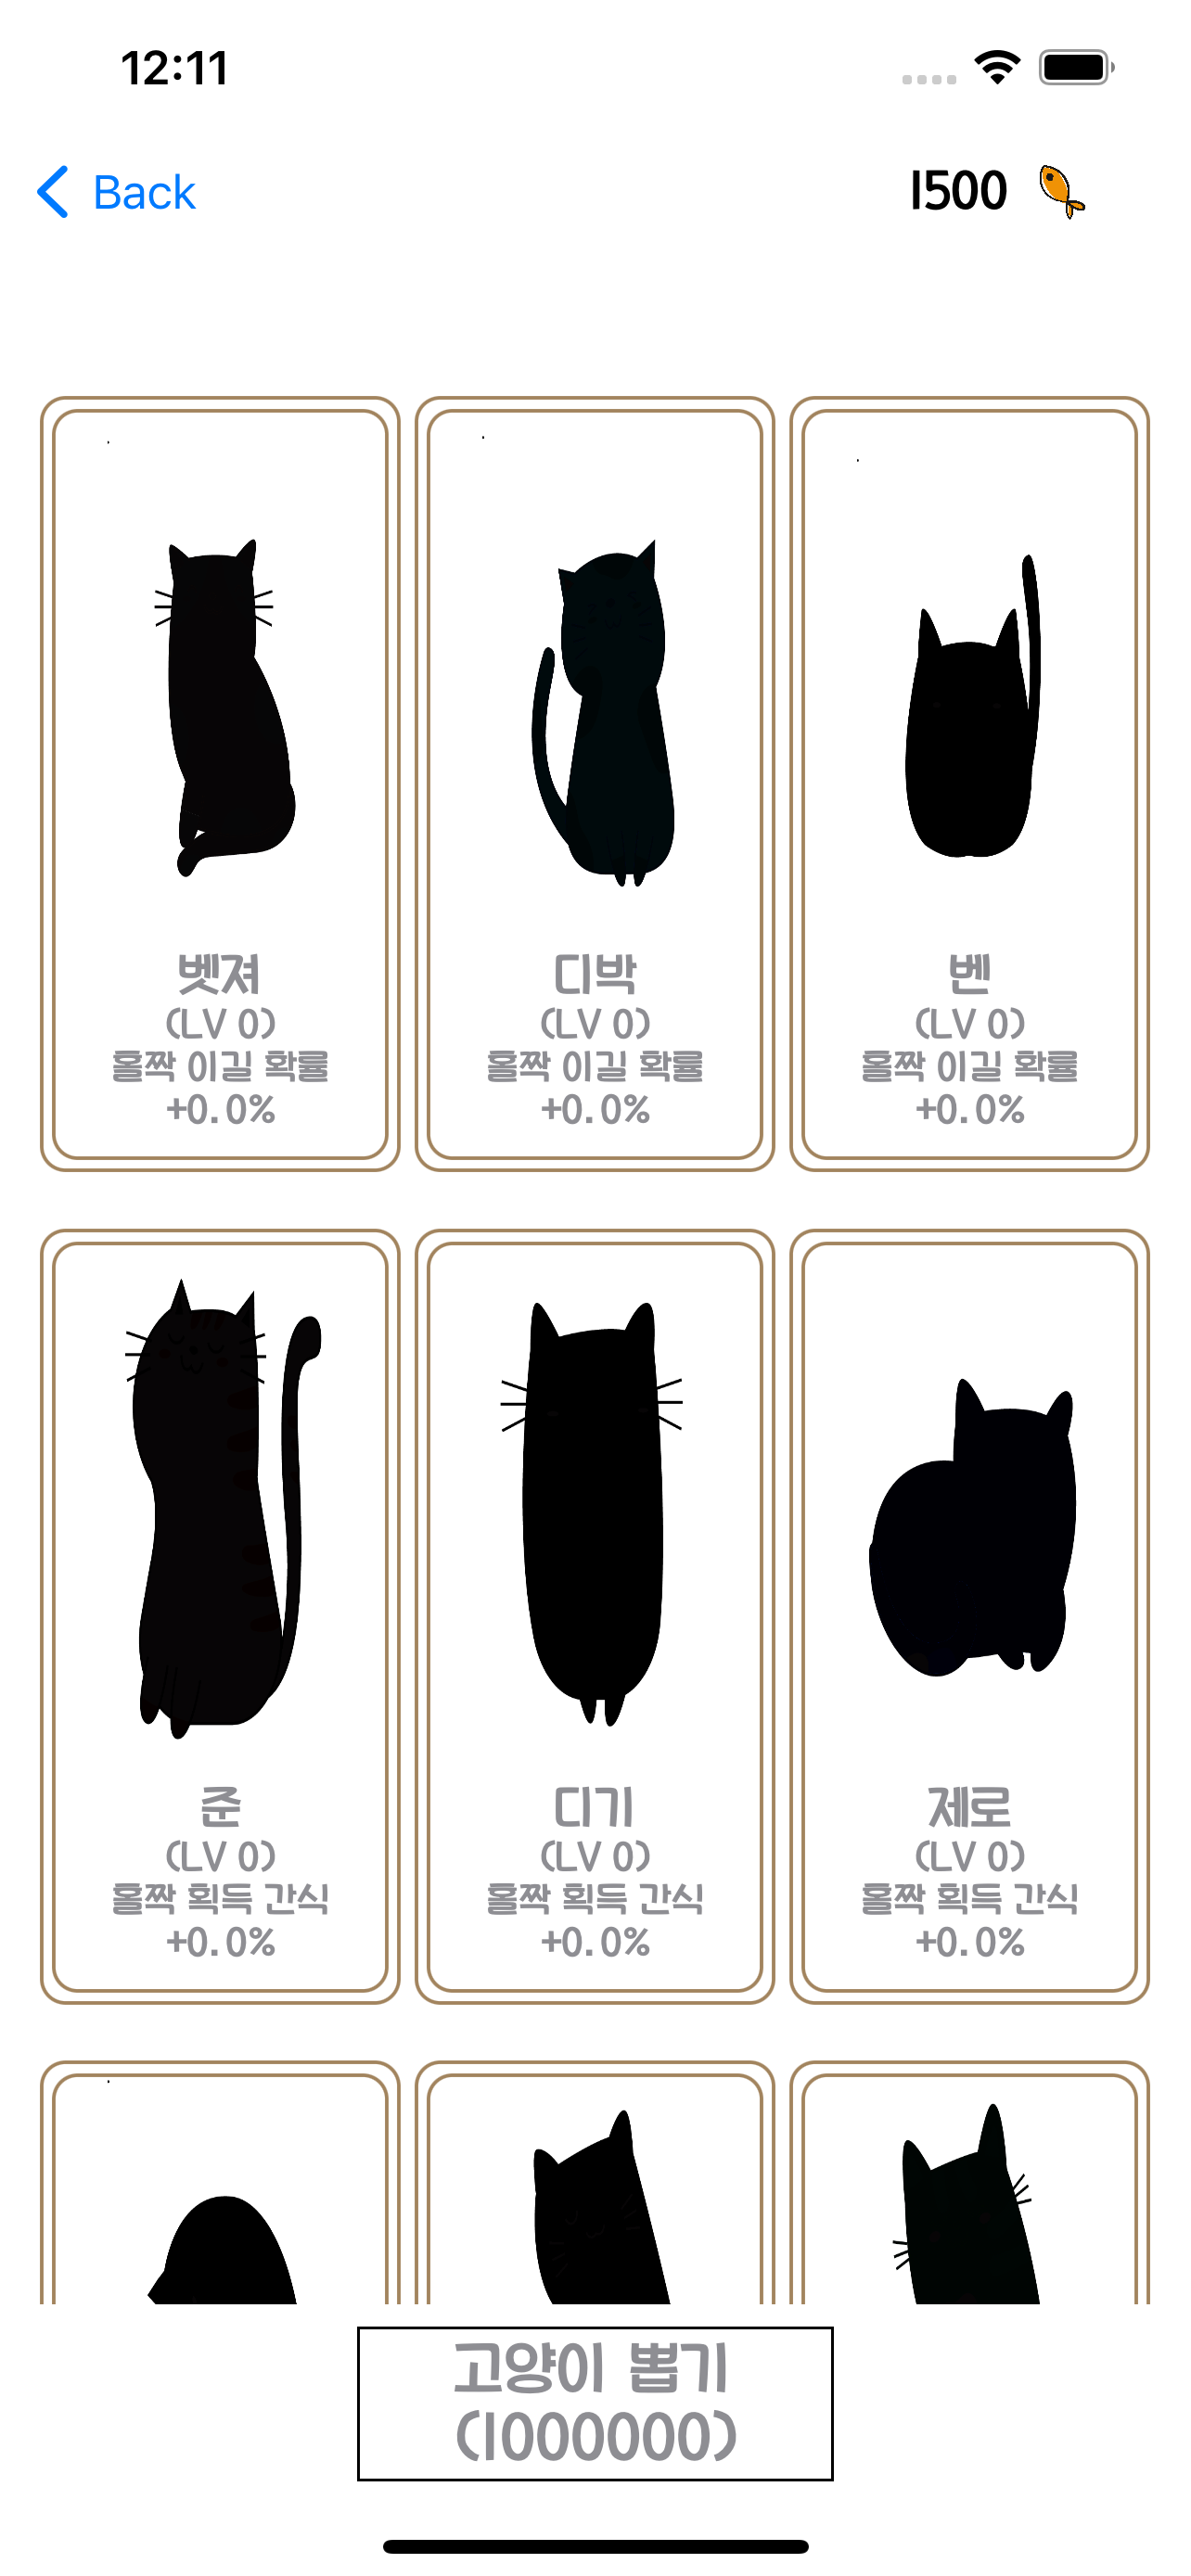 12:11
Back
1500
벳져
(LV 0)
홀짝 이길 확률
+0.0%
디박
(LV 0)
홀짝 이길 확률
+0.0%
벤
(LV 0)
홀짝 이길 확률
+0.0%
준
(LV 0)
홀짝 획득 간식
+0.0%
디기
(LV 0)
홀짝 획득 간식
+0.0%
제로
(LV 0)
홀짝 획득 간식
+0.0%
고양이 뽑기
(1000000)